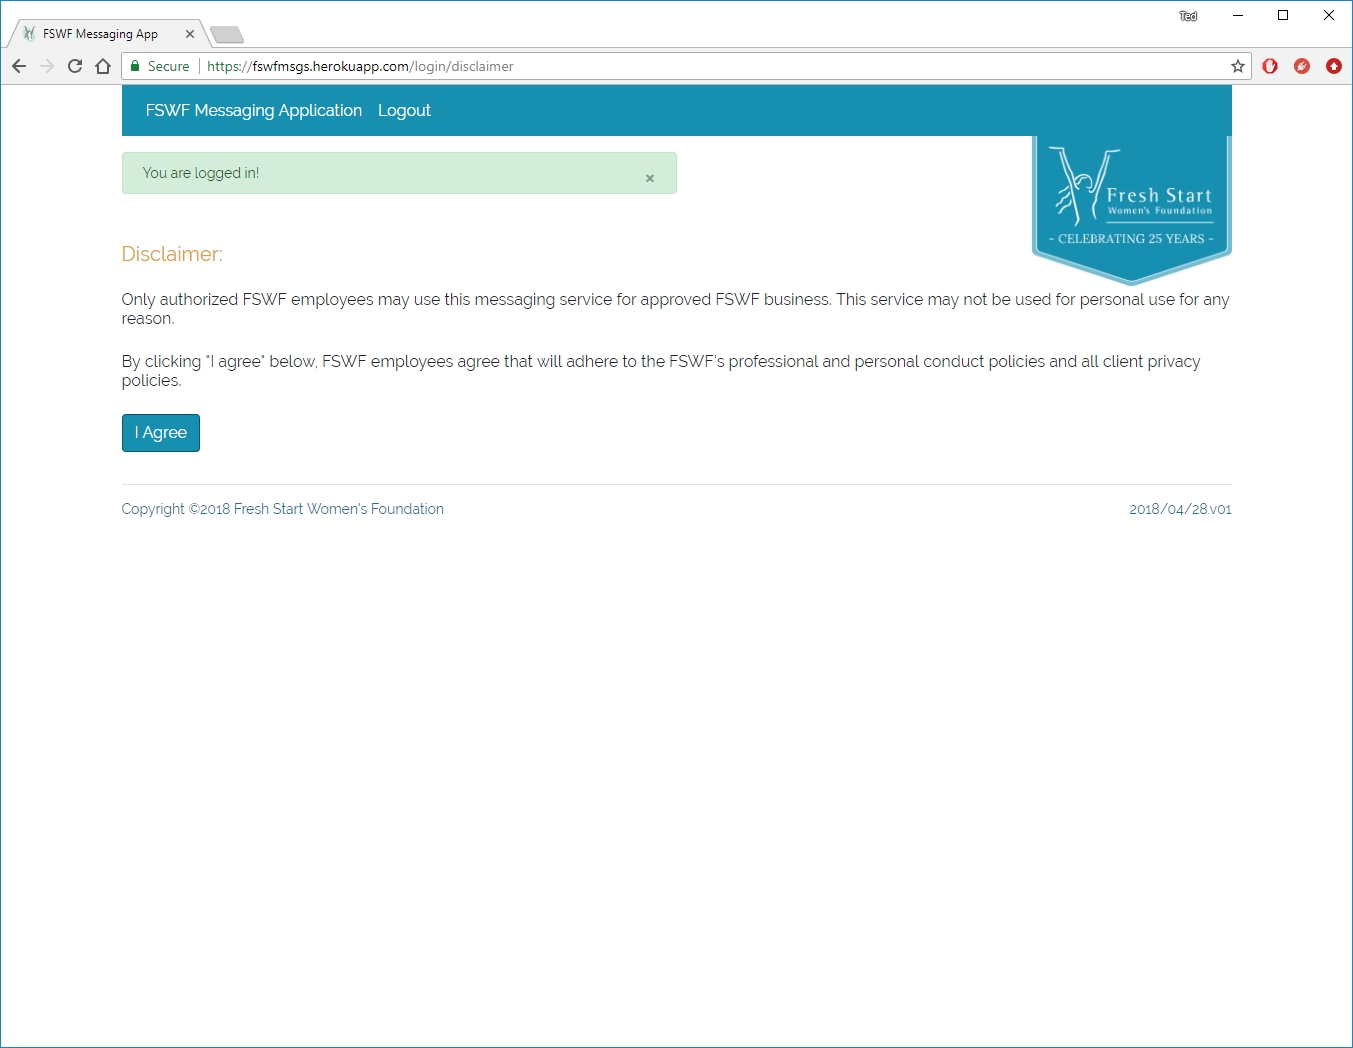 Ted
FSWF Messaging App
Secure https://fswfmsgs.herokuapp.com/login/disclaimer
FSWF Messaging Application Logout
You are logged in!
Fresh Start
Women's Foundation
- CELEBRATING 25 YEARS -
Disclaimer:
Only authorized FSWF employees may use this messaging service for approved FSWF business. This service may not be used for personal use for any
reason.
By clicking "I agree" below, FSWF employees agree that will adhere to the FSWF's professional and personal conduct policies and all client privacy
policies.
I Agree
Copyright ©2018 Fresh Start Women's Foundation
2018/04/28.v01